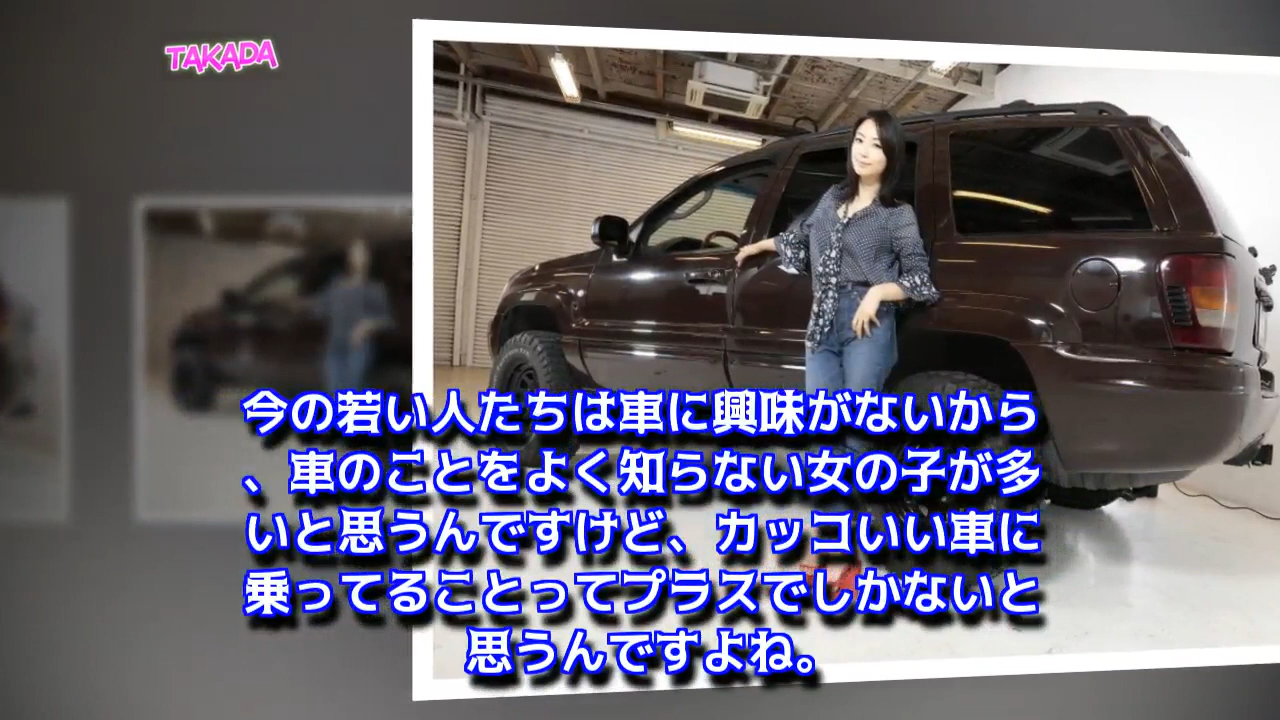 TAKADA
今の若い人たちは車に興味がないから
、車のことをよく知らない女の子が多
いと思うんですけど、カッコいい車に
乗ってることってプラスでしかないと
思うんですよね。